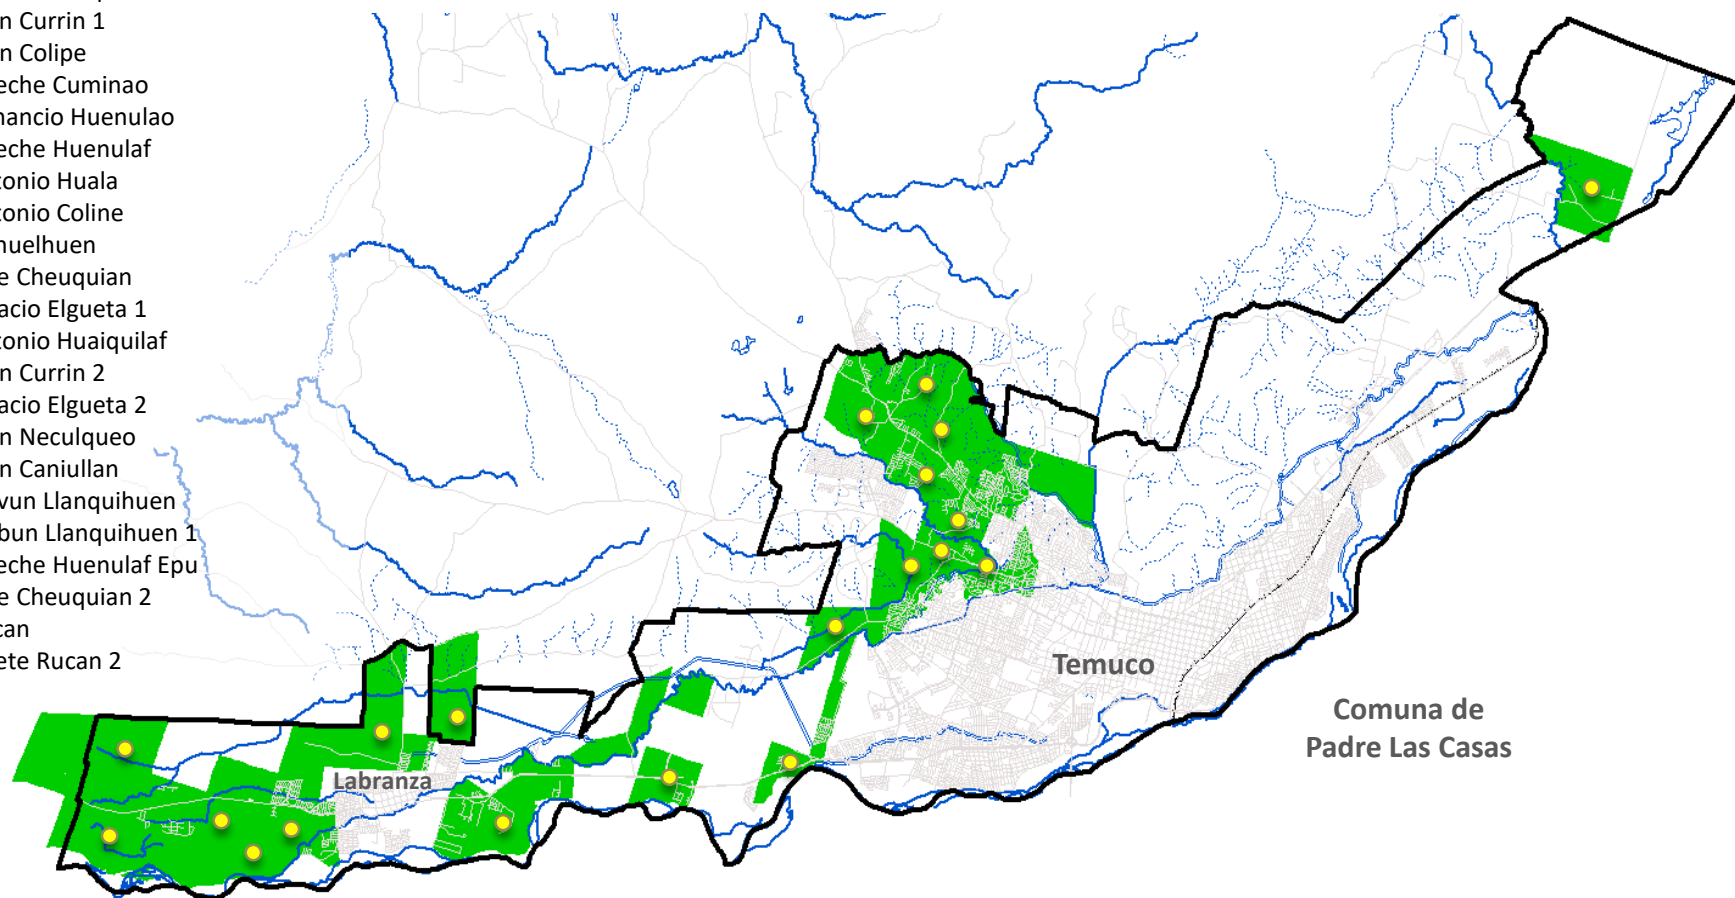 n Currin 1
n Colipe
eche Cuminao
nancio Huenulao
eche Huenulaf
tonio Huala
tonio Coline
nuelhuen
e Cheuquian
acio Elgueta 1
tonio Huaiquilaf
n Currin 2
acio Elgueta 2
n Neculqueo
n Caniullan
vun Llanquihuen
bun Llanquihuen 1
eche Huenulaf Epu
e Cheuquian 2
can
ete Rucan 2
Temuco
Comuna de
Padre Las Casas
Labranza